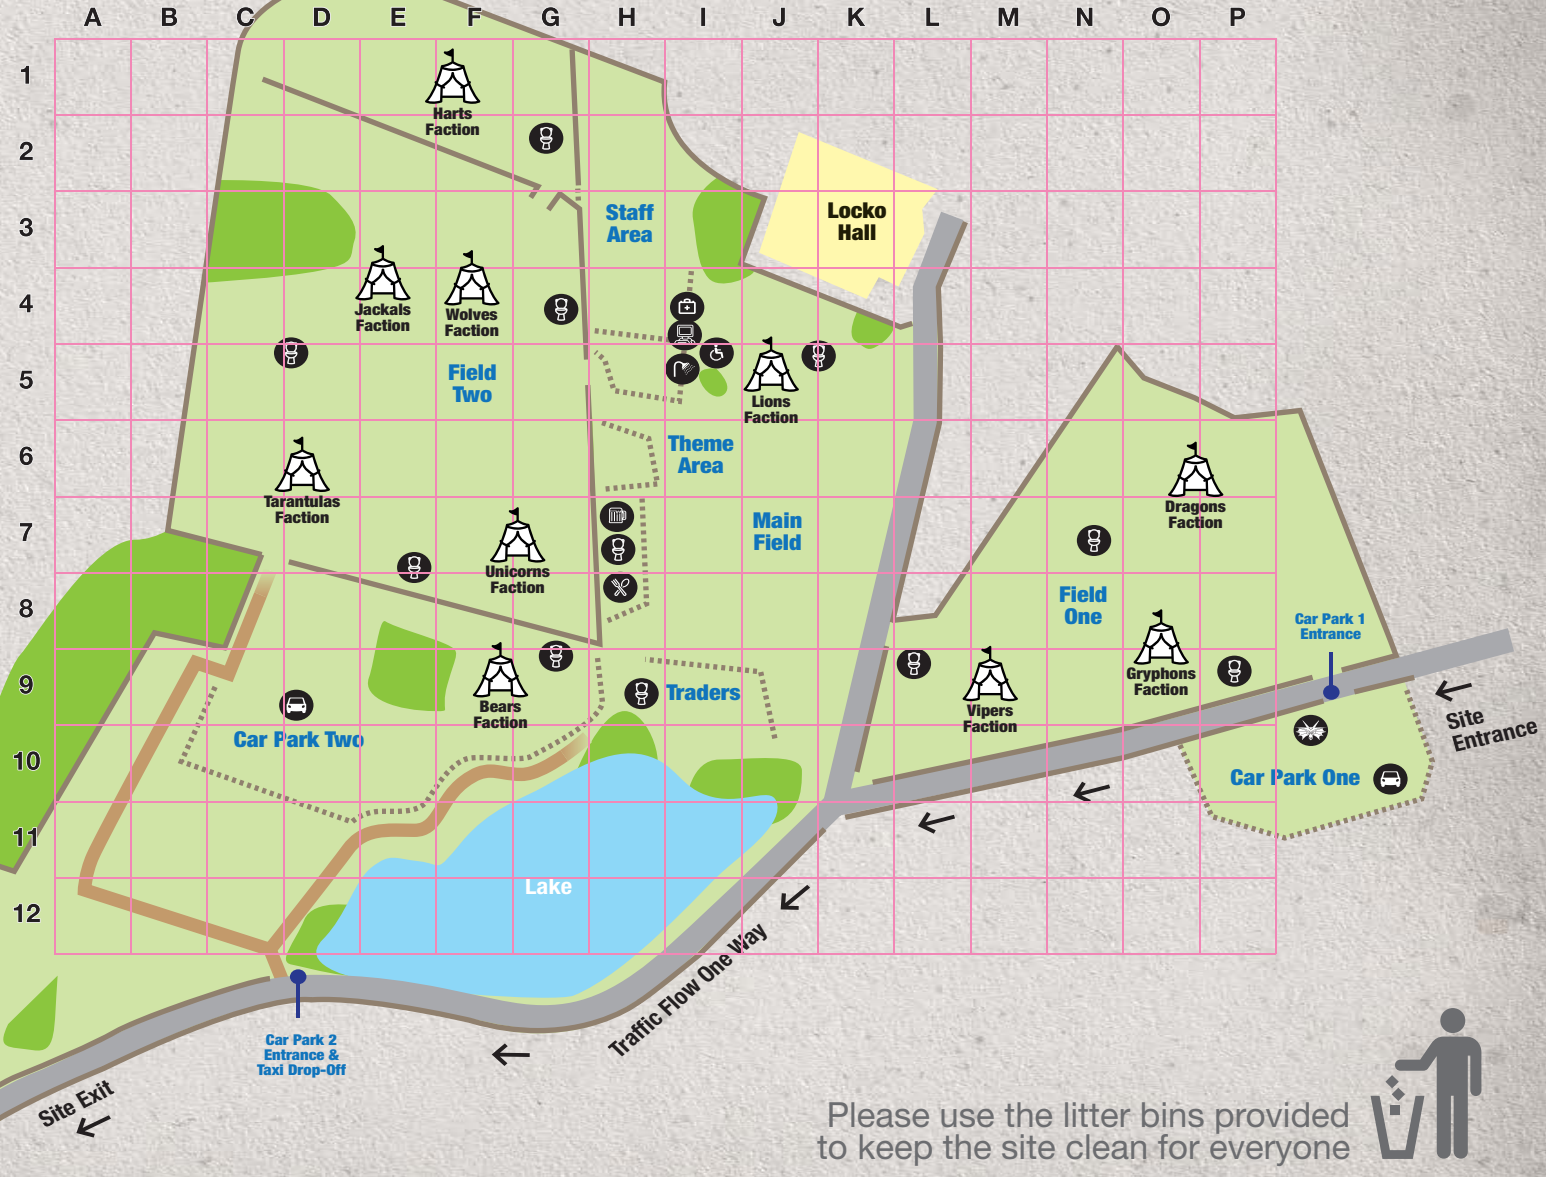 A B C D E F G H I J K L M N O P
1
2
3
4
5
6
7
8
9
10
11
12
Harts
Faction
Staff
Area
Locko
Hall
Jackals
Faction
Wolves
Faction
Field
Two
Lions
Faction
Theme
Area
Tarantulas
Faction
Dragons
Faction
Main
Field
Unicorns
Faction
Field
One
Car Park 1
Entrance
Gryphons
Faction
Bears
Faction
Traders
Vipers
Faction
Site
Entrance
Car Park Two
Car Park One
Lake
Traffic Flow One Way
Car Park 2
Entrance &
Taxi Drop-Off
Site Exit
Please use the litter bins provided
to keep the site clean for everyone